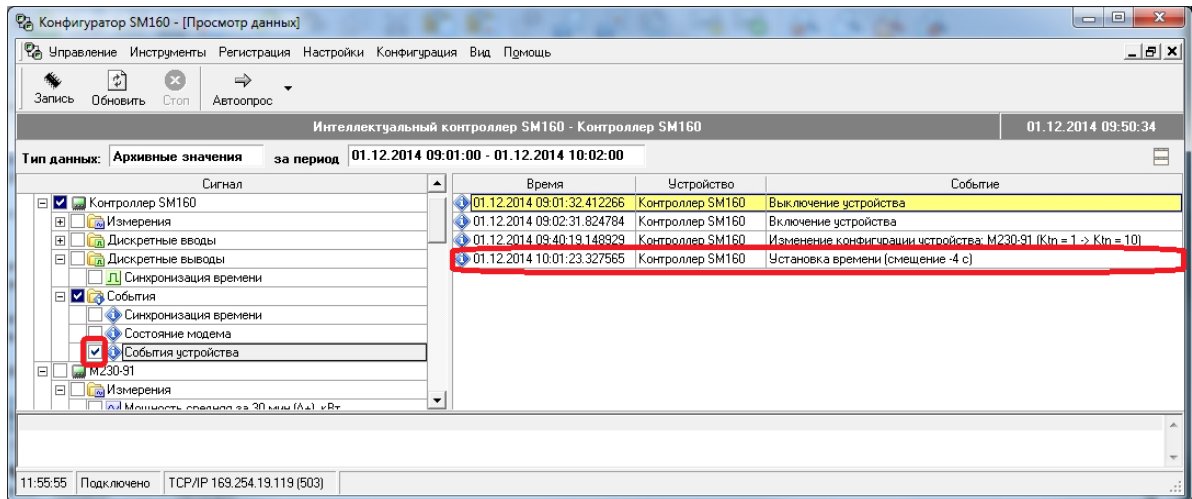 Конфигуратор SM160 - [Просмотр данных]
Управление Инструменты Регистрация Настройки Конфигурация Вид Помощь
Запись Обновить Стоп Автоопрос
Интеллектуальный контроллер SM160 - Контроллер SM160 01.12.2014 09:50:34
Тип данных: Архивные значения за период 01.12.2014 09:01:00 - 01.12.2014 10:02:00
Сигнал Время Устройство Событие
Контроллер SM160 01.12.2014 09:01:32.412266 Контроллер SM160 Выключение устройства
Измерения 01.12.2014 09:02:31.824784 Контроллер SM160 Включение устройства
Дискретные вводы 01.12.2014 09:40:19.148929 Контроллер SM160 Изменение конфигурации устройства: M230-91 (Ktn = 1 -> Ktn = 10)
Дискретные выводы 01.12.2014 10:01:23.327565 Контроллер SM160 Установка времени (смещение -4 с)
Синхронизация времени
События
Синхронизация времени
Состояние модема
События устройства
M230-91
Измерения
Мощность средняя за 30 мин (A+), кВт
11:55:55 Подключено TCP/IP 169.254.19.119 (503)